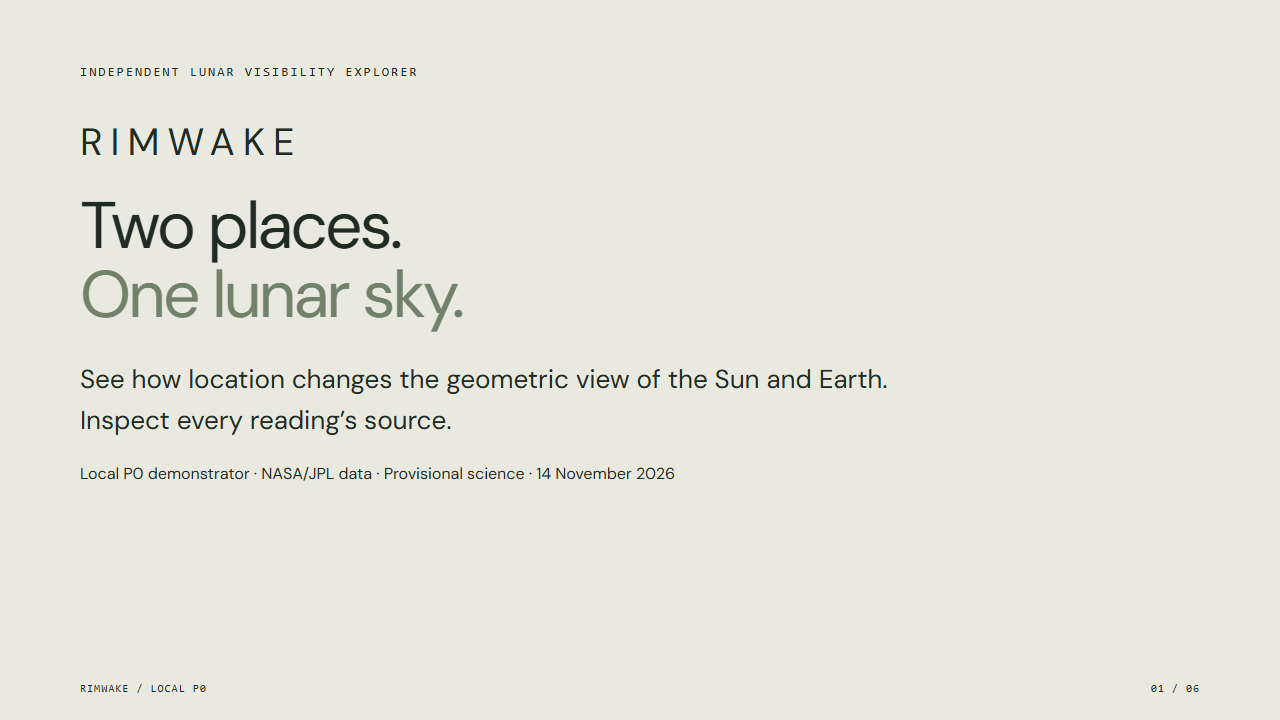 INDEPENDENT LUNAR VISIBILITY EXPLORER
RIMWAKE
Two places.
One lunar sky.
See how location changes the geometric view of the Sun and Earth.
Inspect every reading’s source.
Local P0 demonstrator · NASA/JPL data · Provisional science · 14 November 2026
RIMWAKE / LOCAL P0
01 / 06